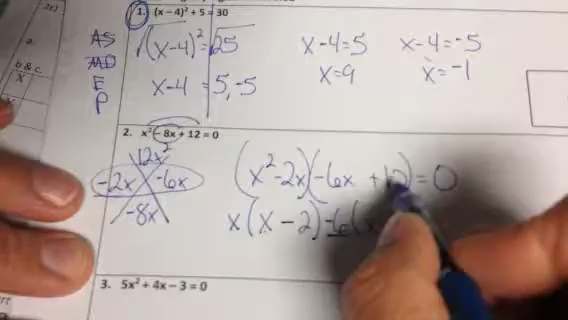 1. (x − 4)² + 5 = 30
AS
MD
E
P
√(x-4)² = √25
x-4 = 5, -5
x-4=5
x=9
x-4=-5
x=-1
b & c
x
2. x² − 8x + 12 = 0
12x²
-2x -6x
-8x
(x²-2x)(-6x +12)=0
x(x-2)-6(x
3. 5x² + 4x − 3 = 0